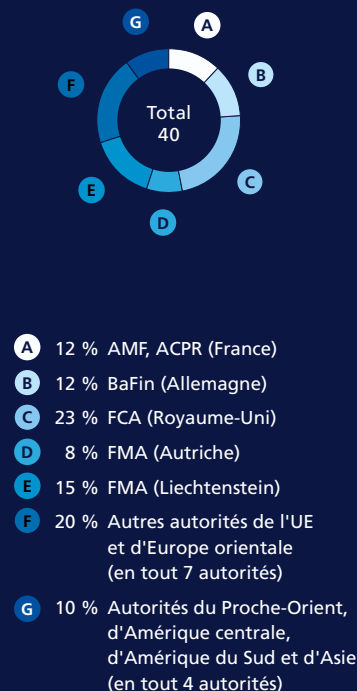 G
A
B
F
Total
40
C
E
D
A 12 % AMF, ACPR (France)
B 12 % BaFin (Allemagne)
C 23 % FCA (Royaume-Uni)
D 8 % FMA (Autriche)
E 15 % FMA (Liechtenstein)
F 20 % Autres autorités de l'UE
et d'Europe orientale
(en tout 7 autorités)
G 10 % Autorités du Proche-Orient,
d'Amérique centrale,
d'Amérique du Sud et d'Asie
(en tout 4 autorités)